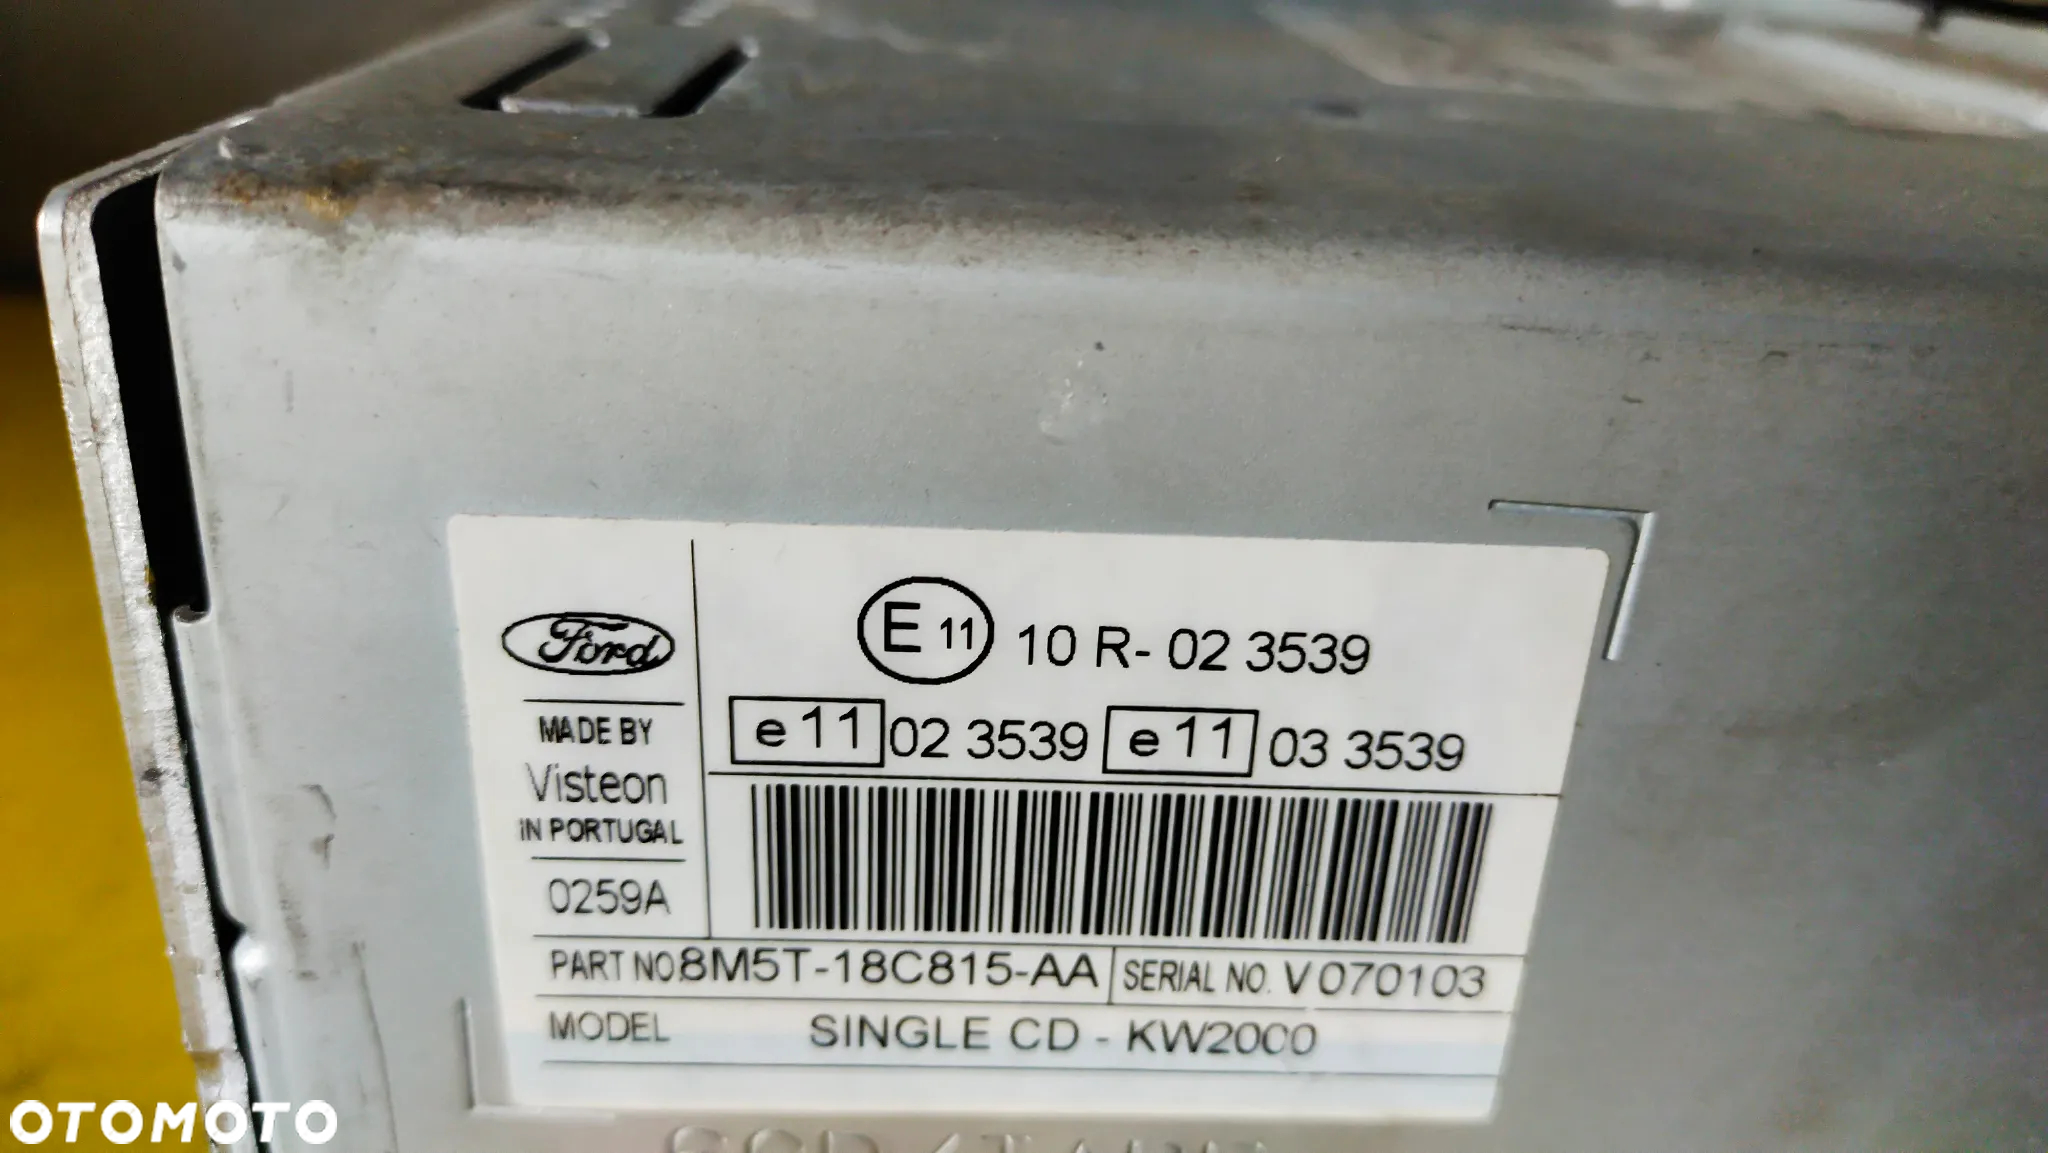 Ford
MADE BY
Visteon
IN PORTUGAL
0259A
E 11 10 R- 02 3539
e 11 02 3539 e 11 03 3539
PART NO. 8M5T-18C815-AA SERIAL NO. V070103
MODEL SINGLE CD - KW2000
OTOMOTO